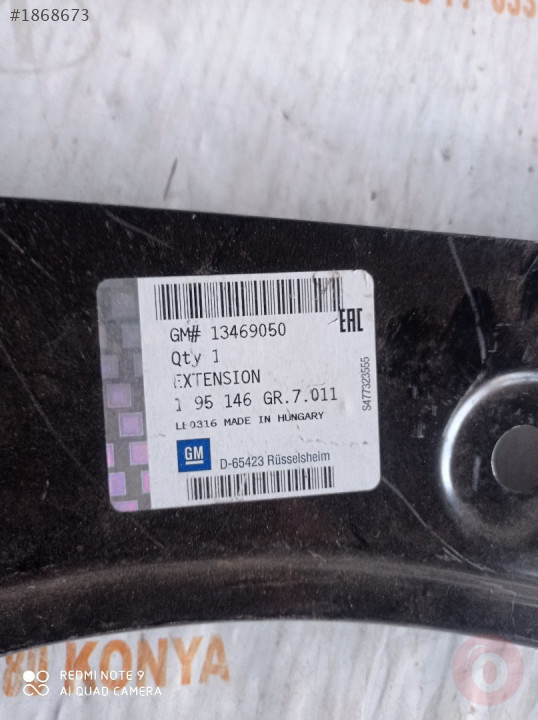 #1868673
GM# 13469050
EAC
Qty 1
EXTENSION
1 95 146 GR.7.011
LE0316 MADE IN HUNGARY
S477323555
GM
D-65423 Rüsselsheim
KONYA
REDMI NOTE 9
AI QUAD CAMERA